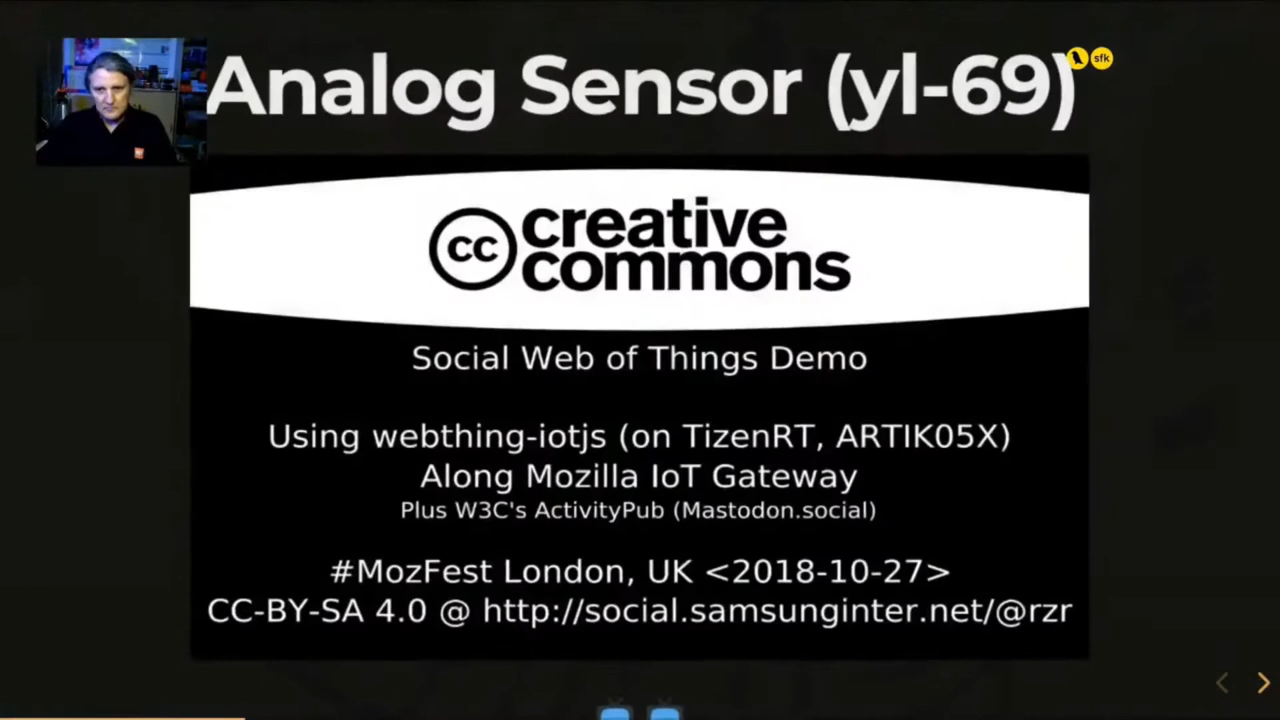 Analog Sensor (yl-69)
sfk
cc creative
commons
Social Web of Things Demo
Using webthing-iotjs (on TizenRT, ARTIK05X)
Along Mozilla IoT Gateway
Plus W3C's ActivityPub (Mastodon.social)
#MozFest London, UK <2018-10-27>
CC-BY-SA 4.0 @ http://social.samsunginter.net/@rzr